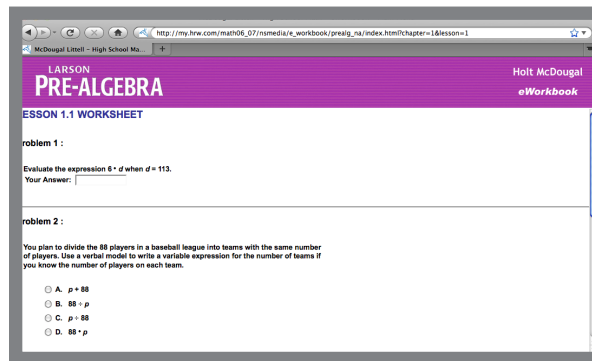 http://my.hrw.com/math06_07/nsmedia/e_workbook/prealg_na/index.html?chapter=1&lesson=1
McDougal Littell - High School Ma...
LARSON
PRE-ALGEBRA
Holt McDougal
eWorkbook
ESSON 1.1 WORKSHEET
roblem 1 :
Evaluate the expression 6 • d when d = 113.
Your Answer:
roblem 2 :
You plan to divide the 88 players in a baseball league into teams with the same number
of players. Use a verbal model to write a variable expression for the number of teams if
you know the number of players on each team.
A. p + 88
B. 88 ÷ p
C. p ÷ 88
D. 88 • p